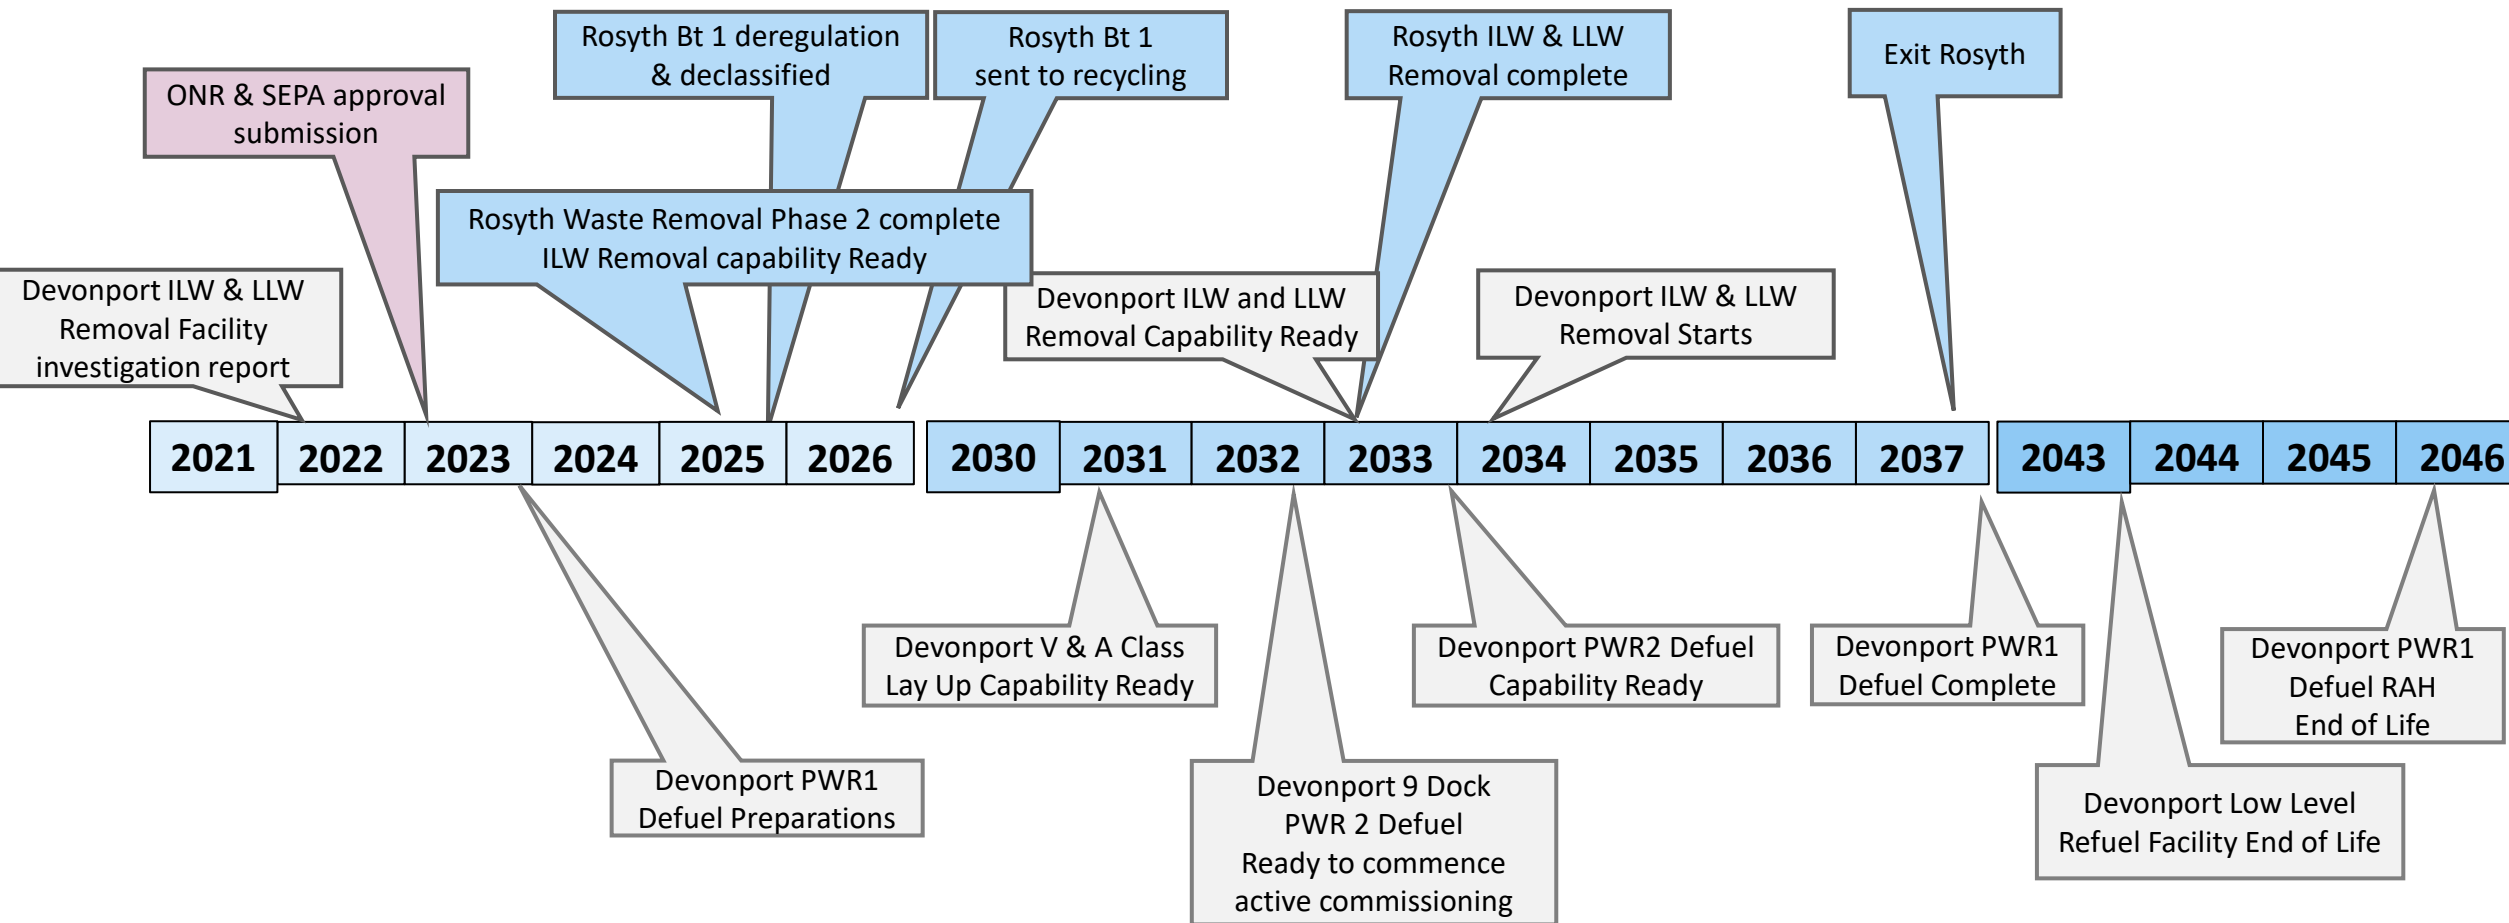 Rosyth Bt 1 deregulation
& declassified
Rosyth Bt 1
sent to recycling
Rosyth ILW & LLW
Removal complete
Exit Rosyth
ONR & SEPA approval
submission
Rosyth Waste Removal Phase 2 complete
ILW Removal capability Ready
Devonport ILW & LLW
Removal Facility
investigation report
Devonport ILW and LLW
Removal Capability Ready
Devonport ILW & LLW
Removal Starts
2021 2022 2023 2024 2025 2026 2030 2031 2032 2033 2034 2035 2036 2037 2043 2044 2045 2046
Devonport V & A Class
Lay Up Capability Ready
Devonport PWR2 Defuel
Capability Ready
Devonport PWR1
Defuel Complete
Devonport PWR1
Defuel RAH
End of Life
Devonport PWR1
Defuel Preparations
Devonport 9 Dock
PWR 2 Defuel
Ready to commence
active commissioning
Devonport Low Level
Refuel Facility End of Life